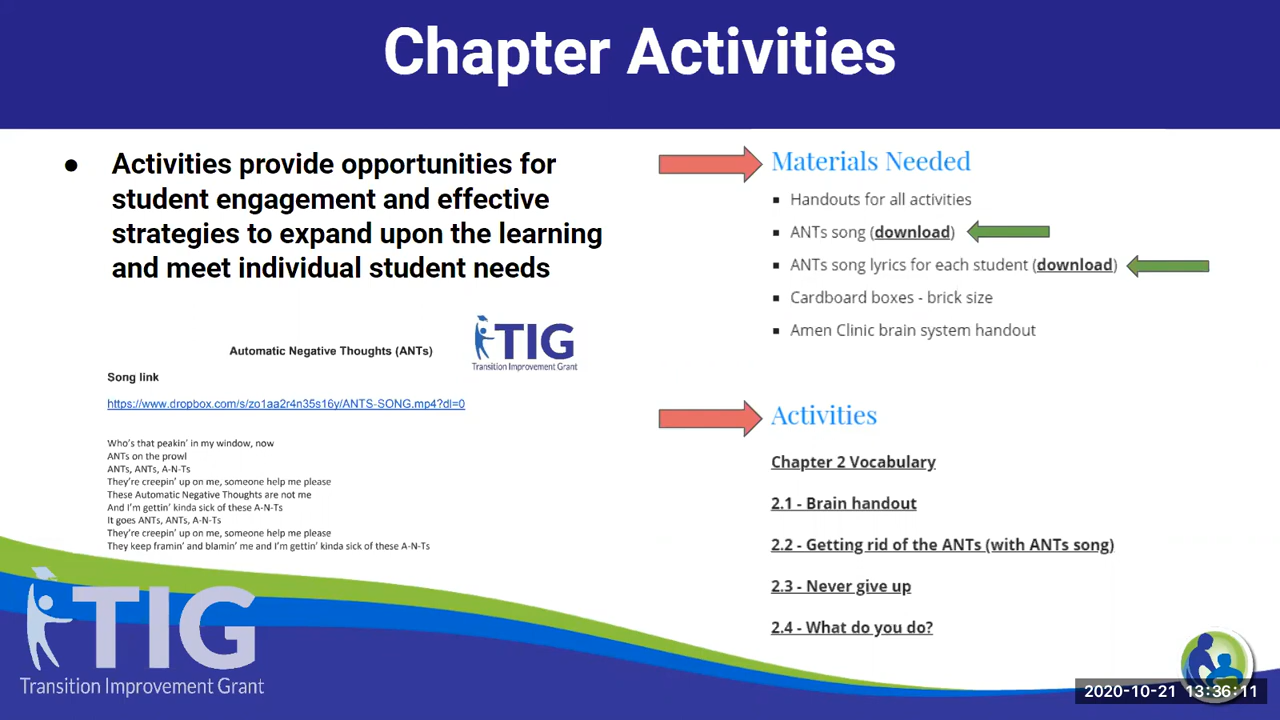 Chapter Activities
● Activities provide opportunities for
student engagement and effective
strategies to expand upon the learning
and meet individual student needs
TIG
Transition Improvement Grant
Automatic Negative Thoughts (ANTs)
Song link
https://www.dropbox.com/s/zo1aa2r4n35s16y/ANTS-SONG.mp4?dl=0
Who's that peakin' in my window, now
ANTs on the prowl
ANTs, ANTs, A-N-Ts
They're creepin' up on me, someone help me please
These Automatic Negative Thoughts are not me
And I'm gettin' kinda sick of these A-N-Ts
It goes ANTs, ANTs, A-N-Ts
They're creepin' up on me, someone help me please
They keep framin' and blamin' me and I'm gettin' kinda sick of these A-N-Ts
Materials Needed
▪ Handouts for all activities
▪ ANTs song (download)
▪ ANTs song lyrics for each student (download)
▪ Cardboard boxes - brick size
▪ Amen Clinic brain system handout
Activities
Chapter 2 Vocabulary
2.1 - Brain handout
2.2 - Getting rid of the ANTs (with ANTs song)
2.3 - Never give up
2.4 - What do you do?
TIG
Transition Improvement Grant
2020-10-21 13:36:11